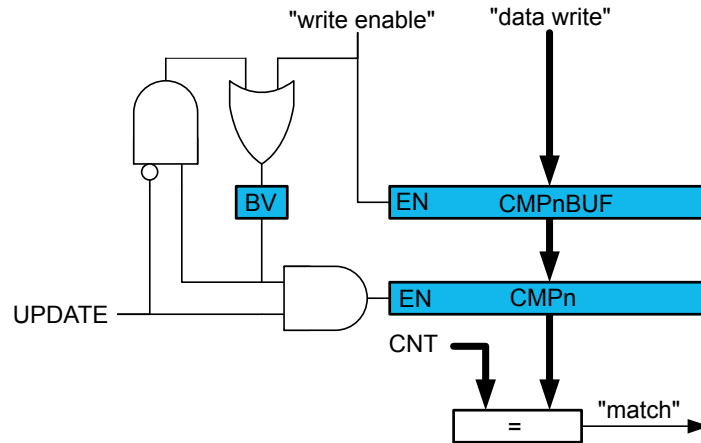 "write enable" "data write"
BV
EN CMPnBUF
EN CMPn
UPDATE
CNT
= "match"